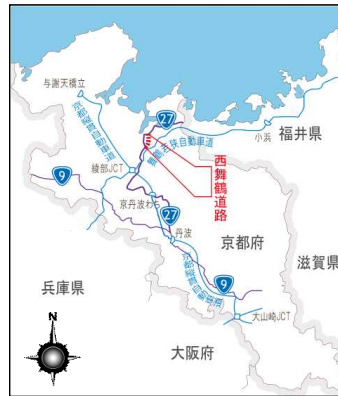 与謝天橋立
京都縦貫自動車道
27
舞鶴若狭自動車道
小浜
福井県
西舞鶴道路
綾部JCT
9
京丹波わち
27
丹波
京都府
滋賀県
京都縦貫自動車道
兵庫県
9
大山崎JCT
N
大阪府